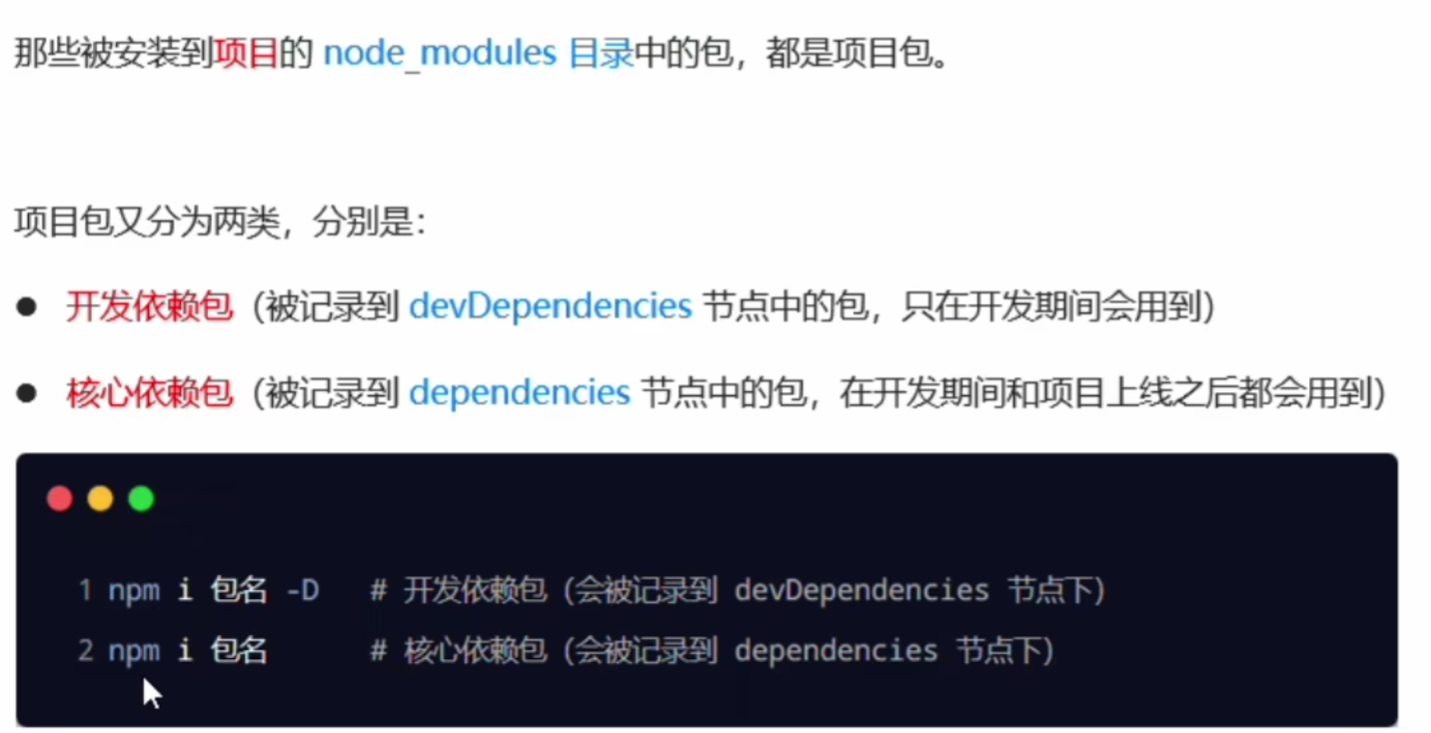 那些被安装到项目的 node_modules 目录中的包，都是项目包。
项目包又分为两类，分别是：
● 开发依赖包（被记录到 devDependencies 节点中的包，只在开发期间会用到）
● 核心依赖包（被记录到 dependencies 节点中的包，在开发期间和项目上线之后都会用到）
1 npm i 包名 -D # 开发依赖包（会被记录到 devDependencies 节点下）
2 npm i 包名 # 核心依赖包（会被记录到 dependencies 节点下）